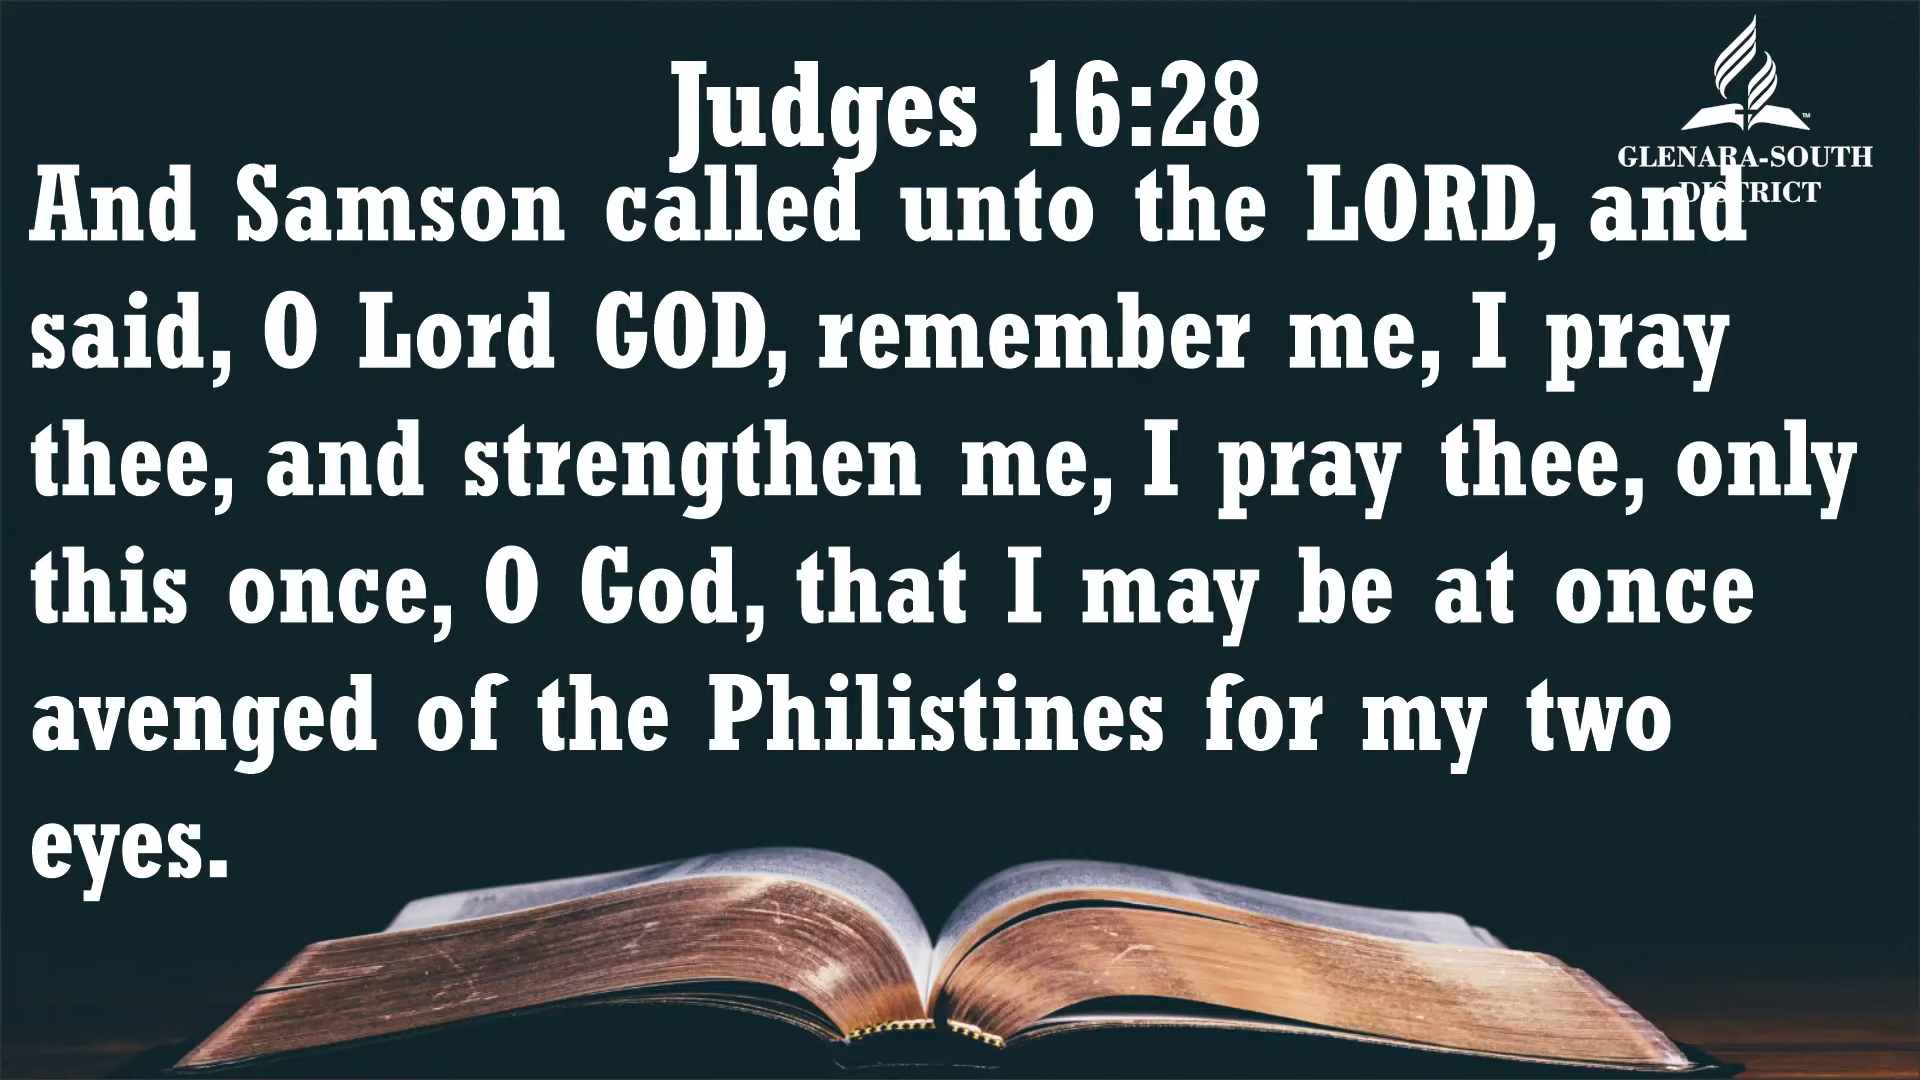 Judges 16:28
GLENARA-SOUTH
DISTRICT
And Samson called unto the LORD, and
said, O Lord GOD, remember me, I pray
thee, and strengthen me, I pray thee, only
this once, O God, that I may be at once
avenged of the Philistines for my two
eyes.